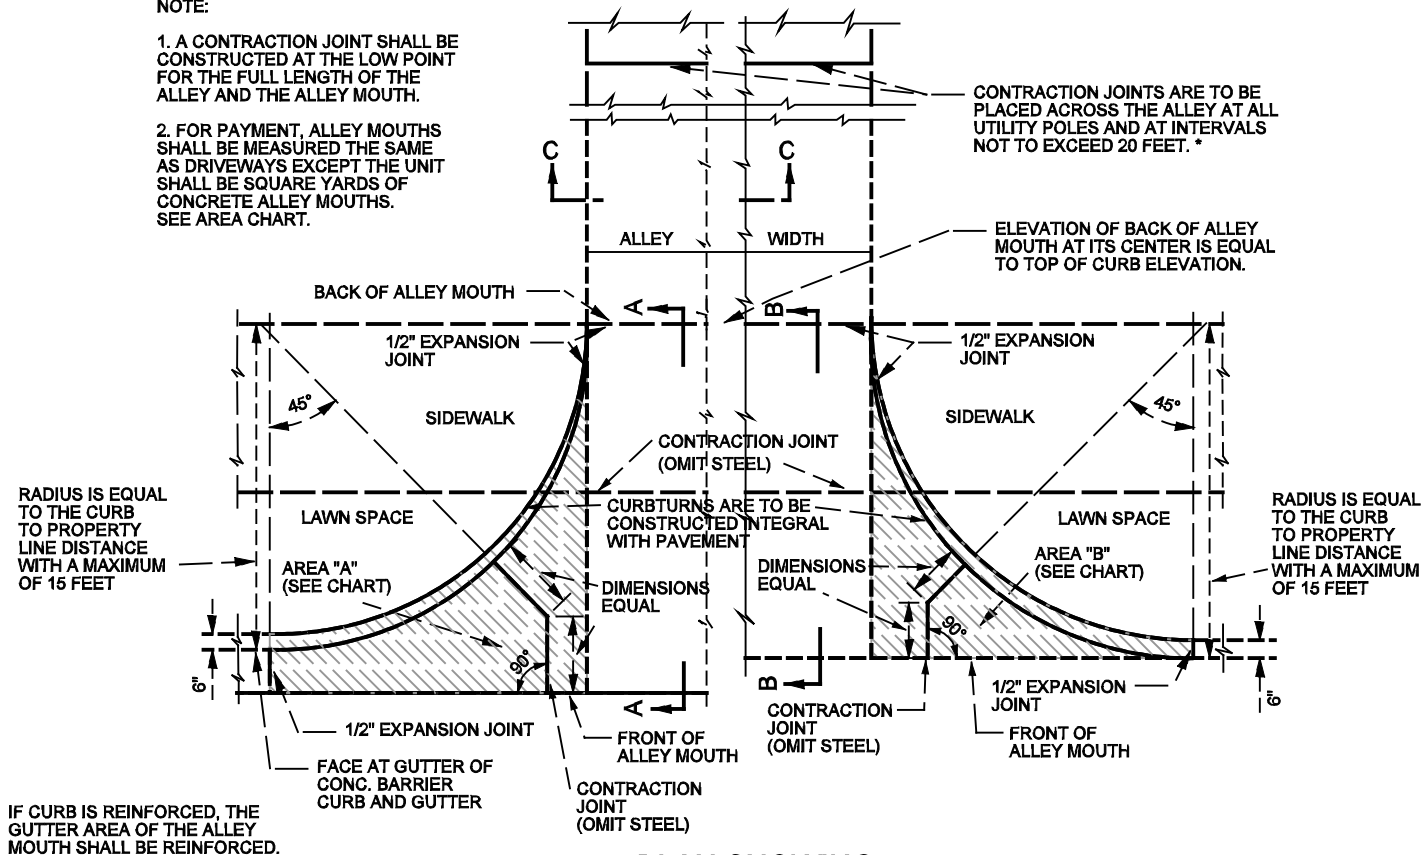 NOTE:
1. A CONTRACTION JOINT SHALL BE
CONSTRUCTED AT THE LOW POINT
FOR THE FULL LENGTH OF THE
ALLEY AND THE ALLEY MOUTH.
2. FOR PAYMENT, ALLEY MOUTHS
SHALL BE MEASURED THE SAME
AS DRIVEWAYS EXCEPT THE UNIT
SHALL BE SQUARE YARDS OF
CONCRETE ALLEY MOUTHS.
SEE AREA CHART.
CONTRACTION JOINTS ARE TO BE
PLACED ACROSS THE ALLEY AT ALL
UTILITY POLES AND AT INTERVALS
NOT TO EXCEED 20 FEET. *
C
C
ALLEY WIDTH
ELEVATION OF BACK OF ALLEY
MOUTH AT ITS CENTER IS EQUAL
TO TOP OF CURB ELEVATION.
BACK OF ALLEY MOUTH
A
B
1/2" EXPANSION
JOINT
1/2" EXPANSION
JOINT
45°
45°
SIDEWALK
SIDEWALK
CONTRACTION JOINT
(OMIT STEEL)
RADIUS IS EQUAL
TO THE CURB
TO PROPERTY
LINE DISTANCE
WITH A MAXIMUM
OF 15 FEET
LAWN SPACE
CURBTURNS ARE TO BE
CONSTRUCTED INTEGRAL
WITH PAVEMENT
LAWN SPACE
RADIUS IS EQUAL
TO THE CURB
TO PROPERTY
LINE DISTANCE
WITH A MAXIMUM
OF 15 FEET
AREA "A"
(SEE CHART)
DIMENSIONS
EQUAL
DIMENSIONS
EQUAL
AREA "B"
(SEE CHART)
90°
90°
6"
6"
A
B
1/2" EXPANSION JOINT
FRONT OF
ALLEY MOUTH
CONTRACTION
JOINT
(OMIT STEEL)
1/2" EXPANSION
JOINT
FRONT OF
ALLEY MOUTH
FACE AT GUTTER OF
CONC. BARRIER
CURB AND GUTTER
CONTRACTION
JOINT
(OMIT STEEL)
IF CURB IS REINFORCED, THE
GUTTER AREA OF THE ALLEY
MOUTH SHALL BE REINFORCED.